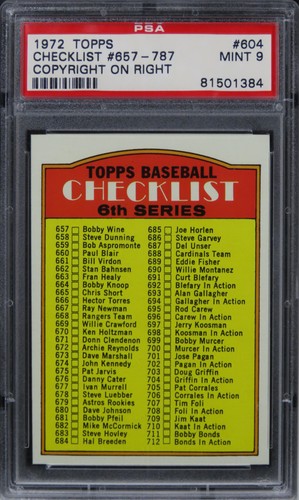 PSA
1972 TOPPS #604
CHECKLIST #657-787 MINT 9
COPYRIGHT ON RIGHT
81501384
TOPPS BASEBALL
CHECKLIST
6th SERIES
657 Bobby Wine
658 Steve Dunning
659 Bob Aspromonte
660 Paul Blair
661 Bill Virdon
662 Stan Bahnsen
663 Fran Healy
664 Bobby Knoop
665 Chris Short
666 Hector Torres
667 Ray Newman
668 Rangers Team
669 Willie Crawford
670 Ken Holtzman
671 Donn Clendenon
672 Archie Reynolds
673 Dave Marshall
674 John Kennedy
675 Pat Jarvis
676 Danny Cater
677 Ivan Murrell
678 Steve Luebber
679 Astros Rookies
680 Dave Johnson
681 Bobby Pfeil
682 Mike McCormick
683 Steve Hovley
684 Hal Breeden
685 Joe Horlen
686 Steve Garvey
687 Del Unser
688 Cardinals Team
689 Eddie Fisher
690 Willie Montanez
691 Curt Blefary
692 Blefary In Action
693 Alan Gallagher
694 Gallagher In Action
695 Rod Carew
696 Carew In Action
697 Jerry Koosman
698 Koosman In Action
699 Bobby Murcer
700 Murcer In Action
701 Jose Pagan
702 Pagan In Action
703 Doug Griffin
704 Griffin In Action
705 Pat Corrales
706 Corrales In Action
707 Tim Foli
708 Foli In Action
709 Jim Kaat
710 Kaat In Action
711 Bobby Bonds
712 Bonds In Action